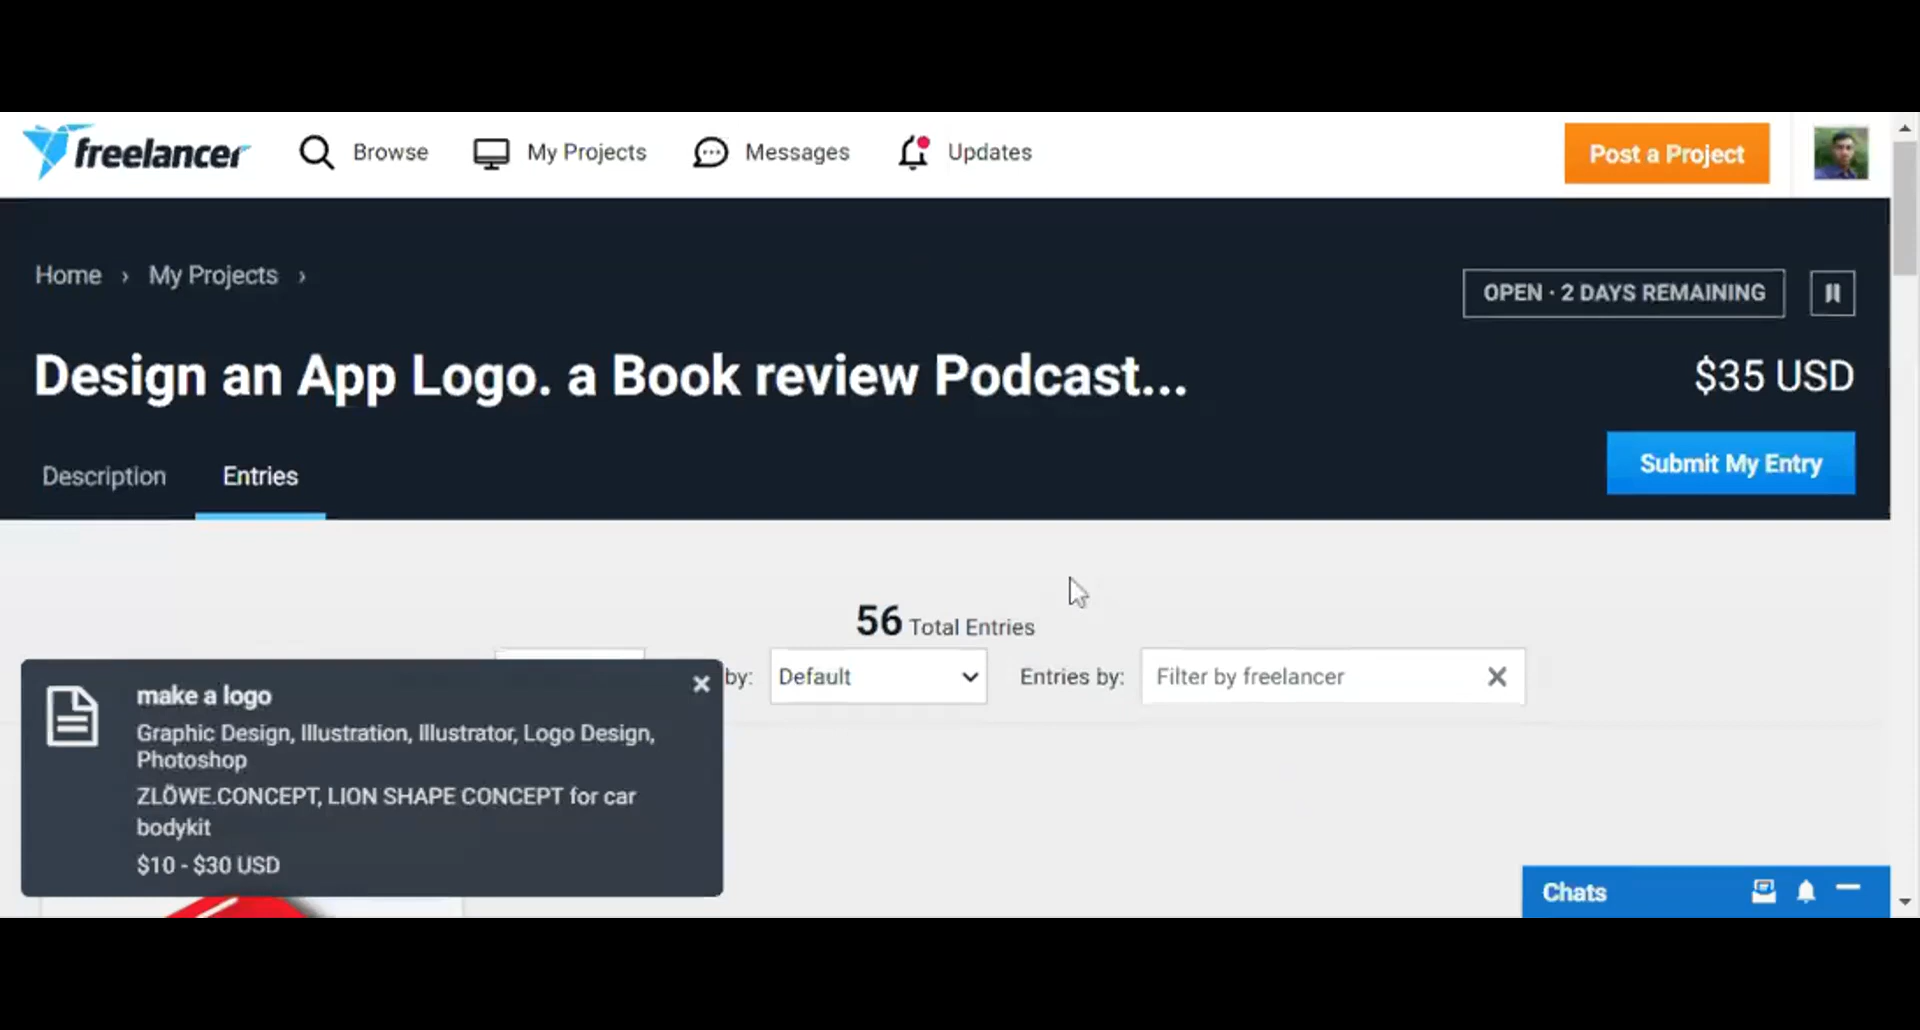 freelancer
Browse
My Projects
Messages
Updates
Post a Project
Home › My Projects ›
OPEN · 2 DAYS REMAINING
Design an App Logo. a Book review Podcast...
$35 USD
Description
Entries
Submit My Entry
56 Total Entries
by:
Default
Entries by:
Filter by freelancer
make a logo
Graphic Design, Illustration, Illustrator, Logo Design,
Photoshop
ZLÖWE.CONCEPT, LION SHAPE CONCEPT for car
bodykit
$10 - $30 USD
Chats